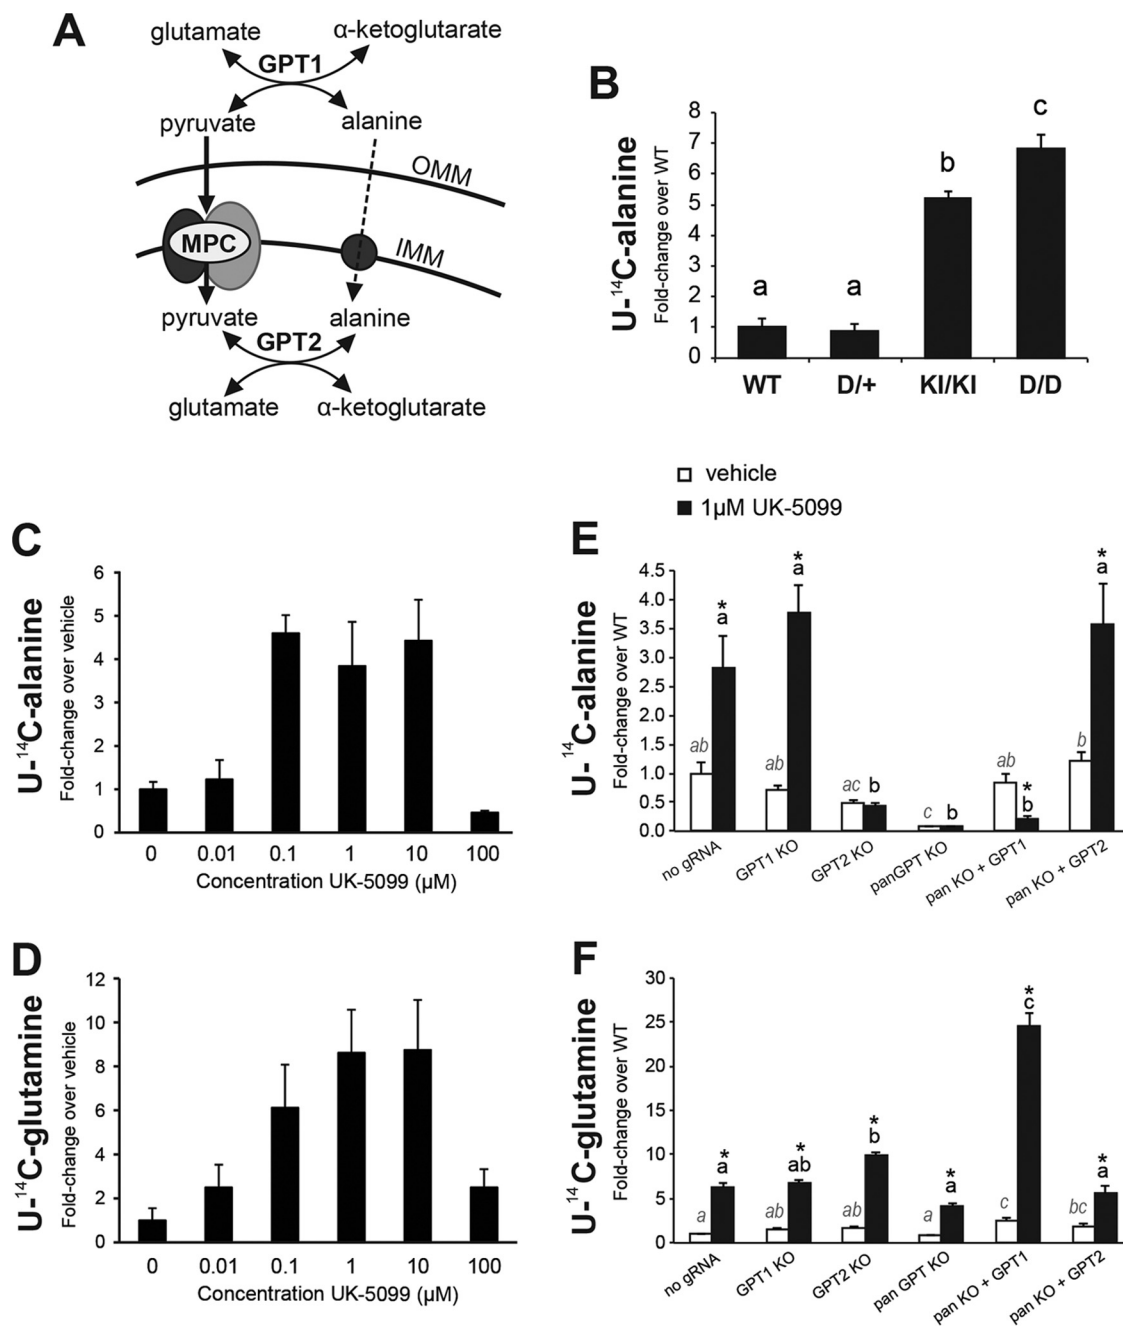 A
glutamate
α-ketoglutarate
GPT1
pyruvate
alanine
OMM
MPC
IMM
pyruvate
alanine
GPT2
glutamate
α-ketoglutarate
B
U-¹⁴C-alanine
Fold-change over WT
8
7
6
5
4
3
2
1
0
a
a
b
c
WT
D/+
KI/KI
D/D
vehicle
1µM UK-5099
C
U-¹⁴C-alanine
Fold-change over vehicle
6
5
4
3
2
1
0
0
0.01
0.1
1
10
100
Concentration UK-5099 (µM)
E
U-¹⁴C-alanine
Fold-change over WT
4.5
4.0
3.5
3.0
2.5
2.0
1.5
1.0
0.5
0.0
ab
*
a
ab
*
a
ac
b
c
b
ab
*
b
b
*
a
no gRNA
GPT1 KO
GPT2 KO
panGPT KO
pan KO + GPT1
pan KO + GPT2
D
U-¹⁴C-glutamine
Fold-change over vehicle
12
10
8
6
4
2
0
0
0.01
0.1
1
10
100
Concentration UK-5099 (µM)
F
U-¹⁴C-glutamine
Fold-change over WT
30
25
20
15
10
5
0
a
*
a
ab
*
ab
ab
*
b
a
*
a
c
*
c
bc
*
a
no gRNA
GPT1 KO
GPT2 KO
pan GPT KO
pan KO + GPT1
pan KO + GPT2